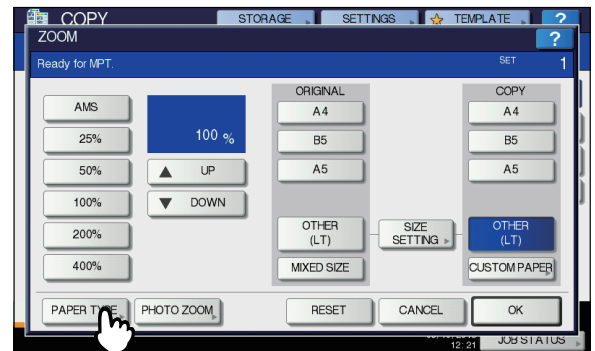 COPY
STORAGE
SETTINGS
TEMPLATE
?
ZOOM
?
Ready for MPT.
SET 1
ORIGINAL
COPY
AMS
100 %
A4
A4
25%
B5
B5
50%
UP
A5
A5
100%
DOWN
200%
OTHER
(LT)
SIZE
SETTING
OTHER
(LT)
400%
MIXED SIZE
CUSTOM PAPER
PAPER TYPE
PHOTO ZOOM
RESET
CANCEL
OK
12:21
JOB STATUS